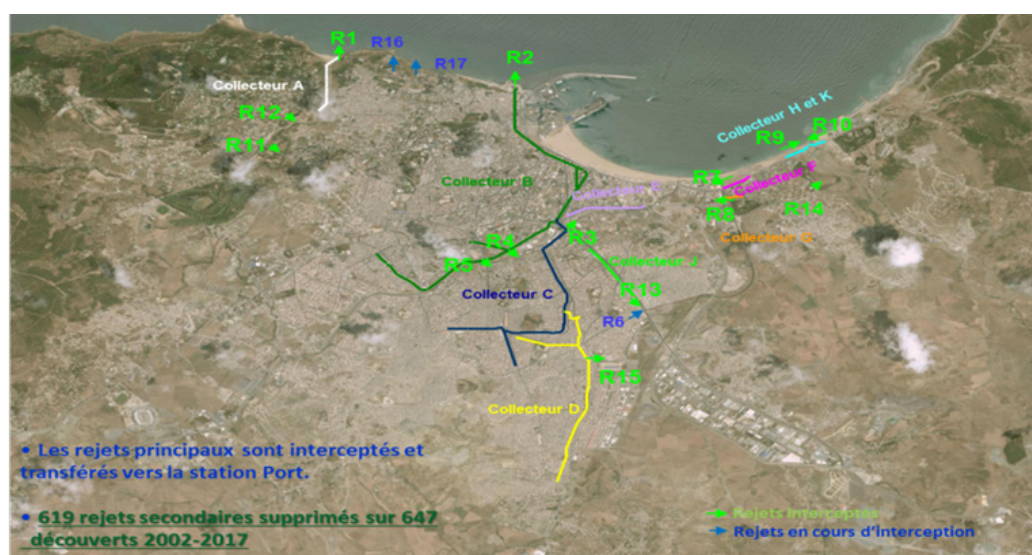 R1
R16
R17
R2
Collecteur A
R12
R11
Collecteur H et K
R9
R10
R7
Collecteur F
R8
R14
Collecteur B
R3
R4
R5
Collecteur J
Collecteur C
R13
R6
R15
Collecteur D
• Les rejets principaux sont interceptés et
transférés vers la station Port.
• 619 rejets secondaires supprimés sur 647
découverts 2002-2017
Rejets interceptés
Rejets en cours d'interception